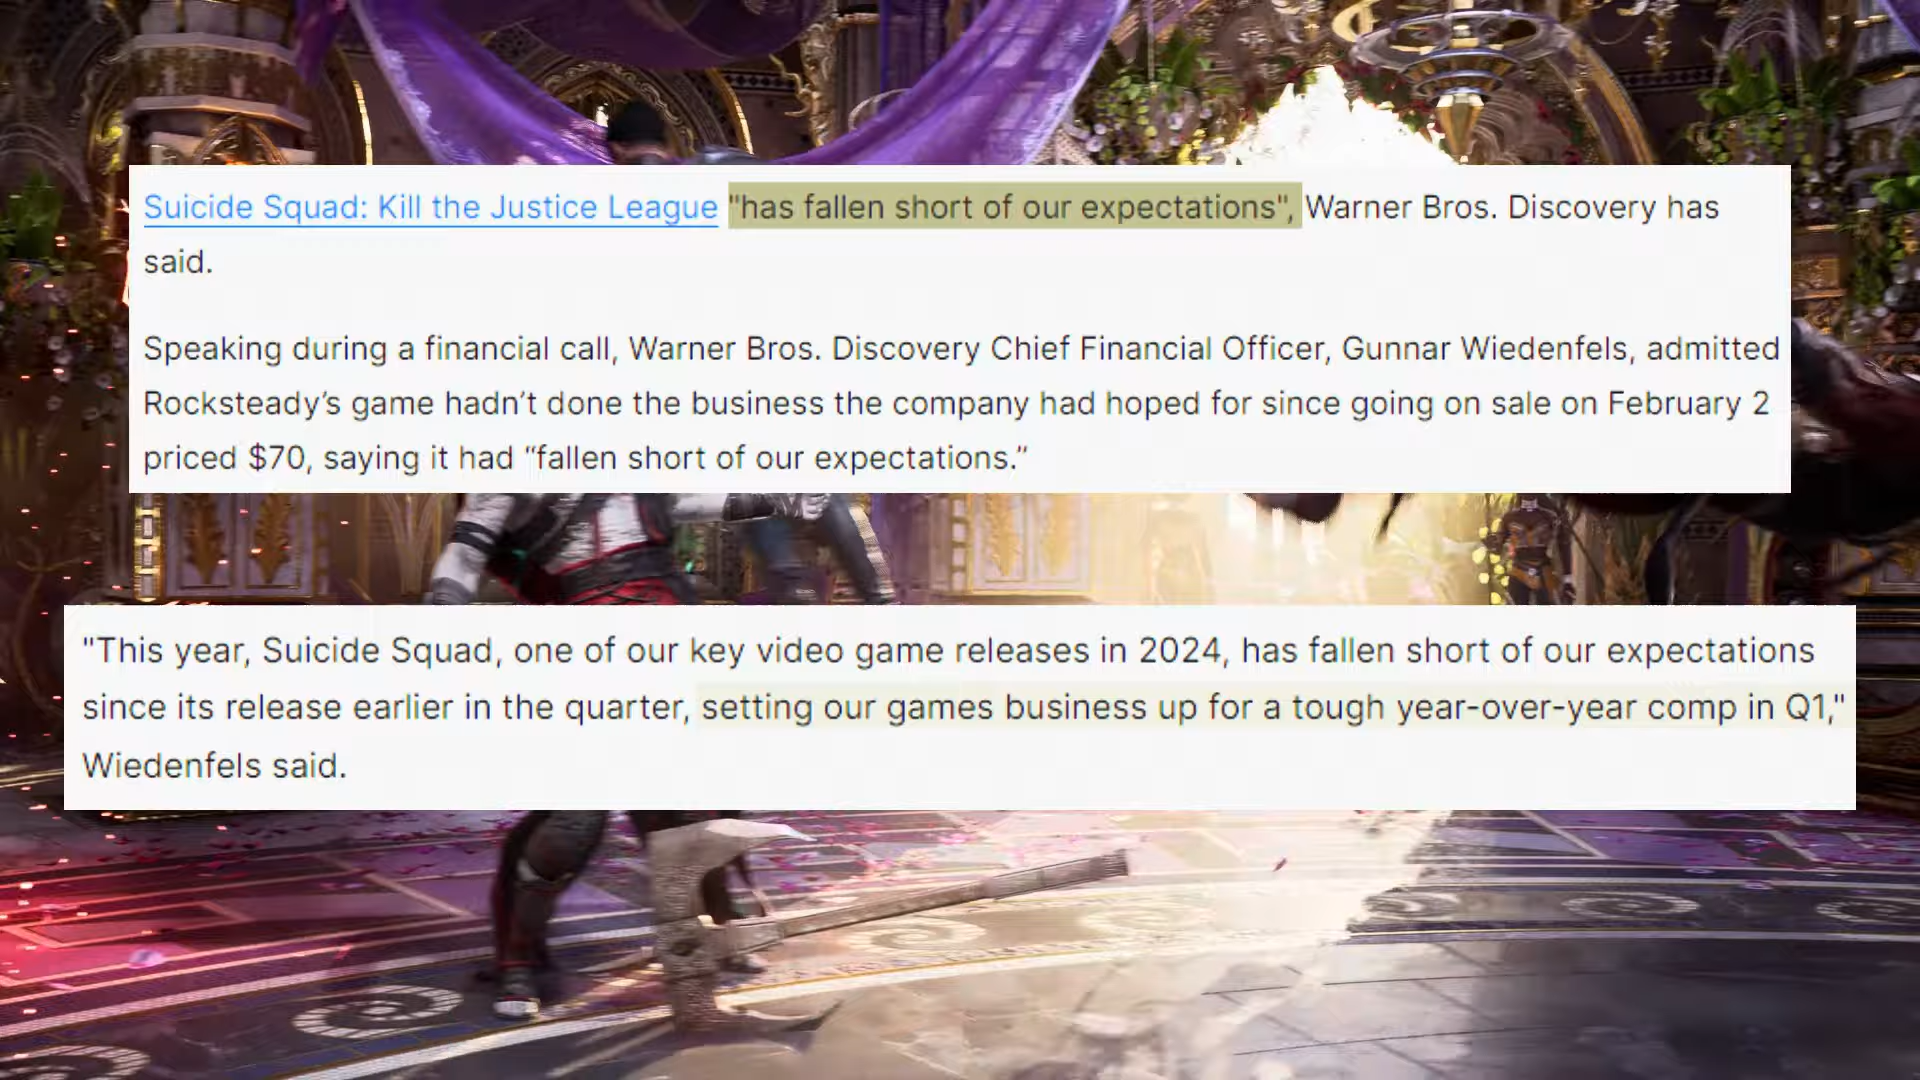 Suicide Squad: Kill the Justice League "has fallen short of our expectations", Warner Bros. Discovery has
said.
Speaking during a financial call, Warner Bros. Discovery Chief Financial Officer, Gunnar Wiedenfels, admitted
Rocksteady’s game hadn’t done the business the company had hoped for since going on sale on February 2
priced $70, saying it had “fallen short of our expectations.”
"This year, Suicide Squad, one of our key video game releases in 2024, has fallen short of our expectations
since its release earlier in the quarter, setting our games business up for a tough year-over-year comp in Q1,"
Wiedenfels said.